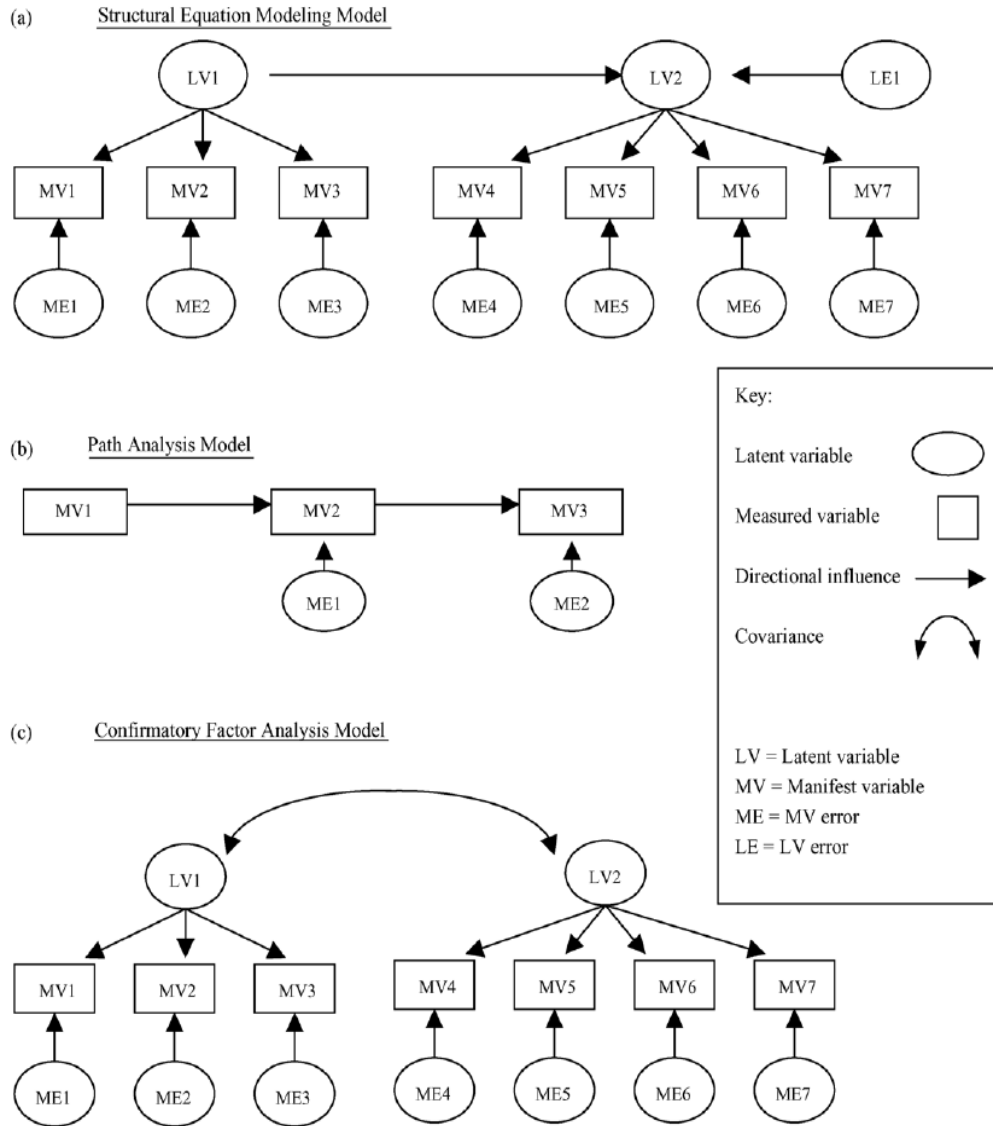 (a) Structural Equation Modeling Model
LV1 LV2 LE1
MV1 MV2 MV3 MV4 MV5 MV6 MV7
ME1 ME2 ME3 ME4 ME5 ME6 ME7
(b) Path Analysis Model
MV1 MV2 MV3
ME1 ME2
Key:
Latent variable
Measured variable
Directional influence
Covariance
LV = Latent variable
MV = Manifest variable
ME = MV error
LE = LV error
(c) Confirmatory Factor Analysis Model
LV1 LV2
MV1 MV2 MV3 MV4 MV5 MV6 MV7
ME1 ME2 ME3 ME4 ME5 ME6 ME7